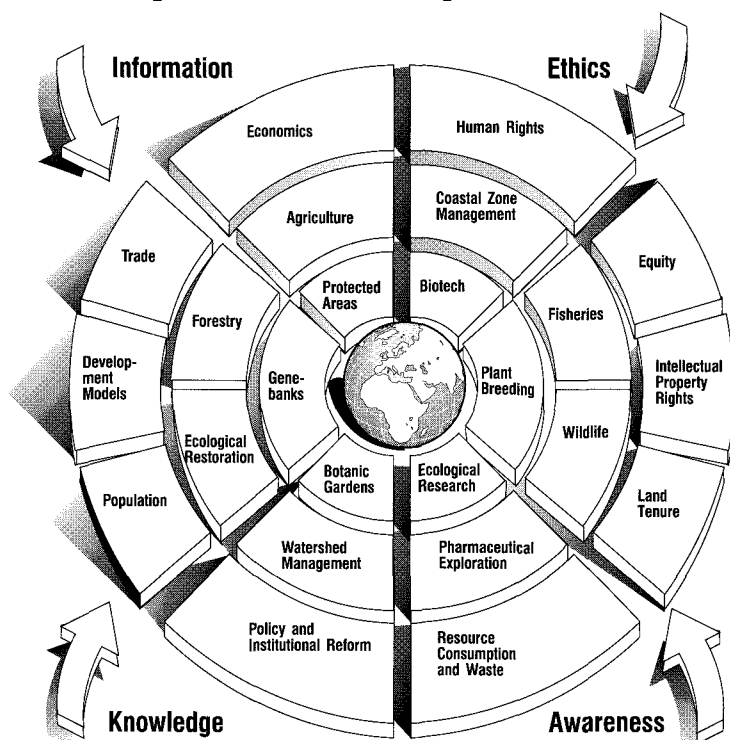 Information
Ethics
Economics
Human Rights
Agriculture
Coastal Zone
Management
Trade
Equity
Protected
Areas
Biotech
Forestry
Fisheries
Develop-
ment
Models
Gene-
banks
Plant
Breeding
Intellectual
Property
Rights
Ecological
Restoration
Wildlife
Botanic
Gardens
Ecological
Research
Population
Land
Tenure
Watershed
Management
Pharmaceutical
Exploration
Policy and
Institutional Reform
Resource
Consumption
and Waste
Knowledge
Awareness